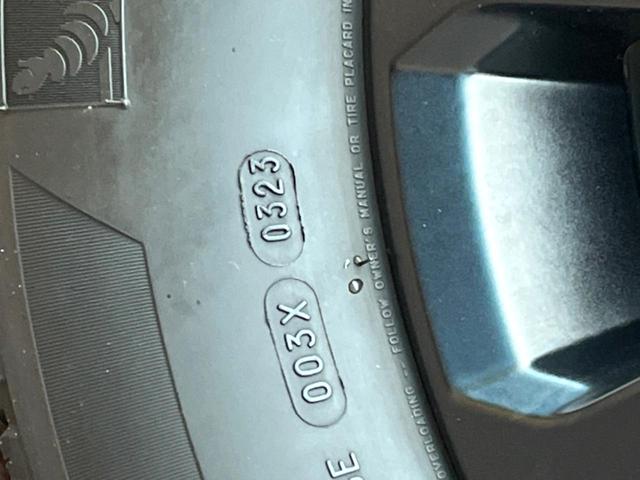 003X 0323
OVERLOADING -- FOLLOW OWNER'S MANUAL OR TIRE PLACARD IN